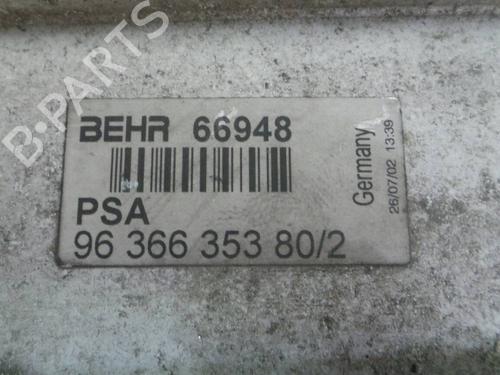 BEHR 66948
PSA
96 366 353 80/2
Germany
26/07/02 13:39
B-PARTS